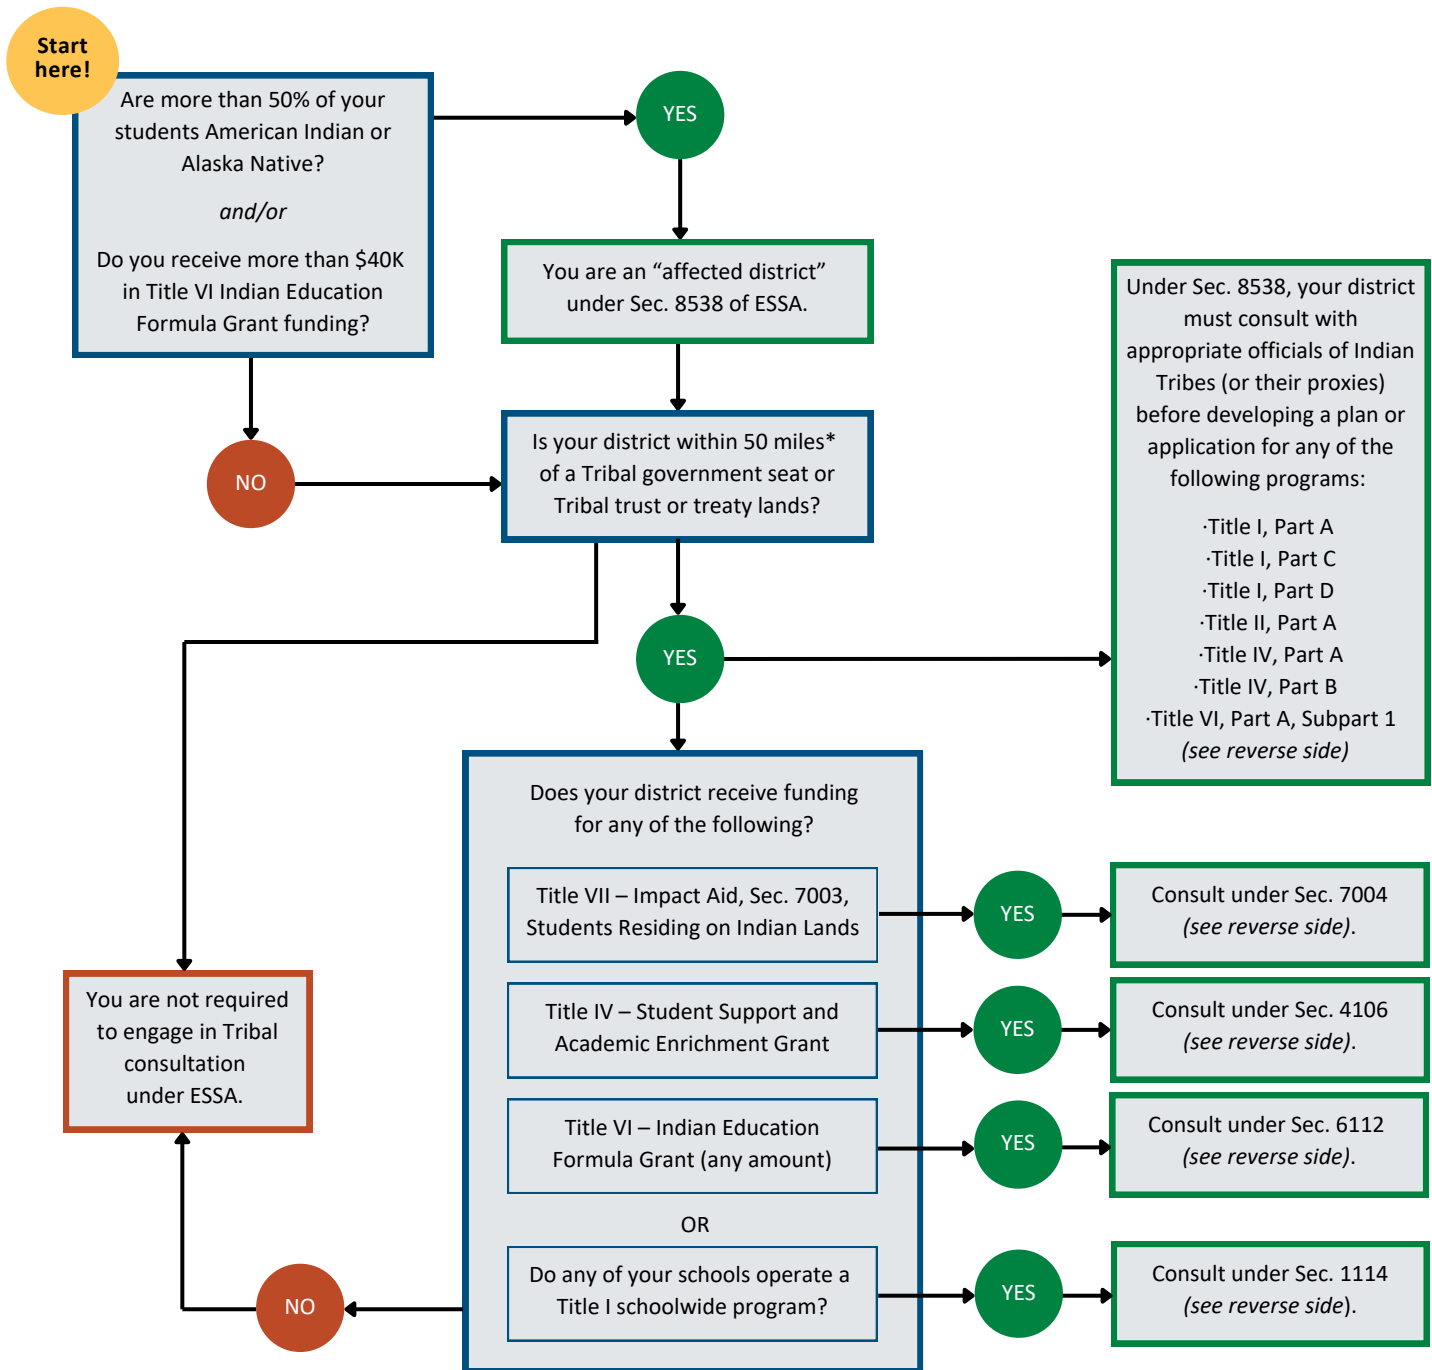 Start
here!
Are more than 50% of your
students American Indian or
Alaska Native?
and/or
Do you receive more than $40K
in Title VI Indian Education
Formula Grant funding?
YES
You are an “affected district”
under Sec. 8538 of ESSA.
NO
Is your district within 50 miles*
of a Tribal government seat or
Tribal trust or treaty lands?
YES
Under Sec. 8538, your district
must consult with
appropriate officials of Indian
Tribes (or their proxies)
before developing a plan or
application for any of the
following programs:
·Title I, Part A
·Title I, Part C
·Title I, Part D
·Title II, Part A
·Title IV, Part A
·Title IV, Part B
·Title VI, Part A, Subpart 1
(see reverse side)
Does your district receive funding
for any of the following?
Title VII – Impact Aid, Sec. 7003,
Students Residing on Indian Lands
YES
Consult under Sec. 7004
(see reverse side).
Title IV – Student Support and
Academic Enrichment Grant
YES
Consult under Sec. 4106
(see reverse side).
Title VI – Indian Education
Formula Grant (any amount)
YES
Consult under Sec. 6112
(see reverse side).
OR
Do any of your schools operate a
Title I schoolwide program?
YES
Consult under Sec. 1114
(see reverse side).
NO
You are not required
to engage in Tribal
consultation
under ESSA.